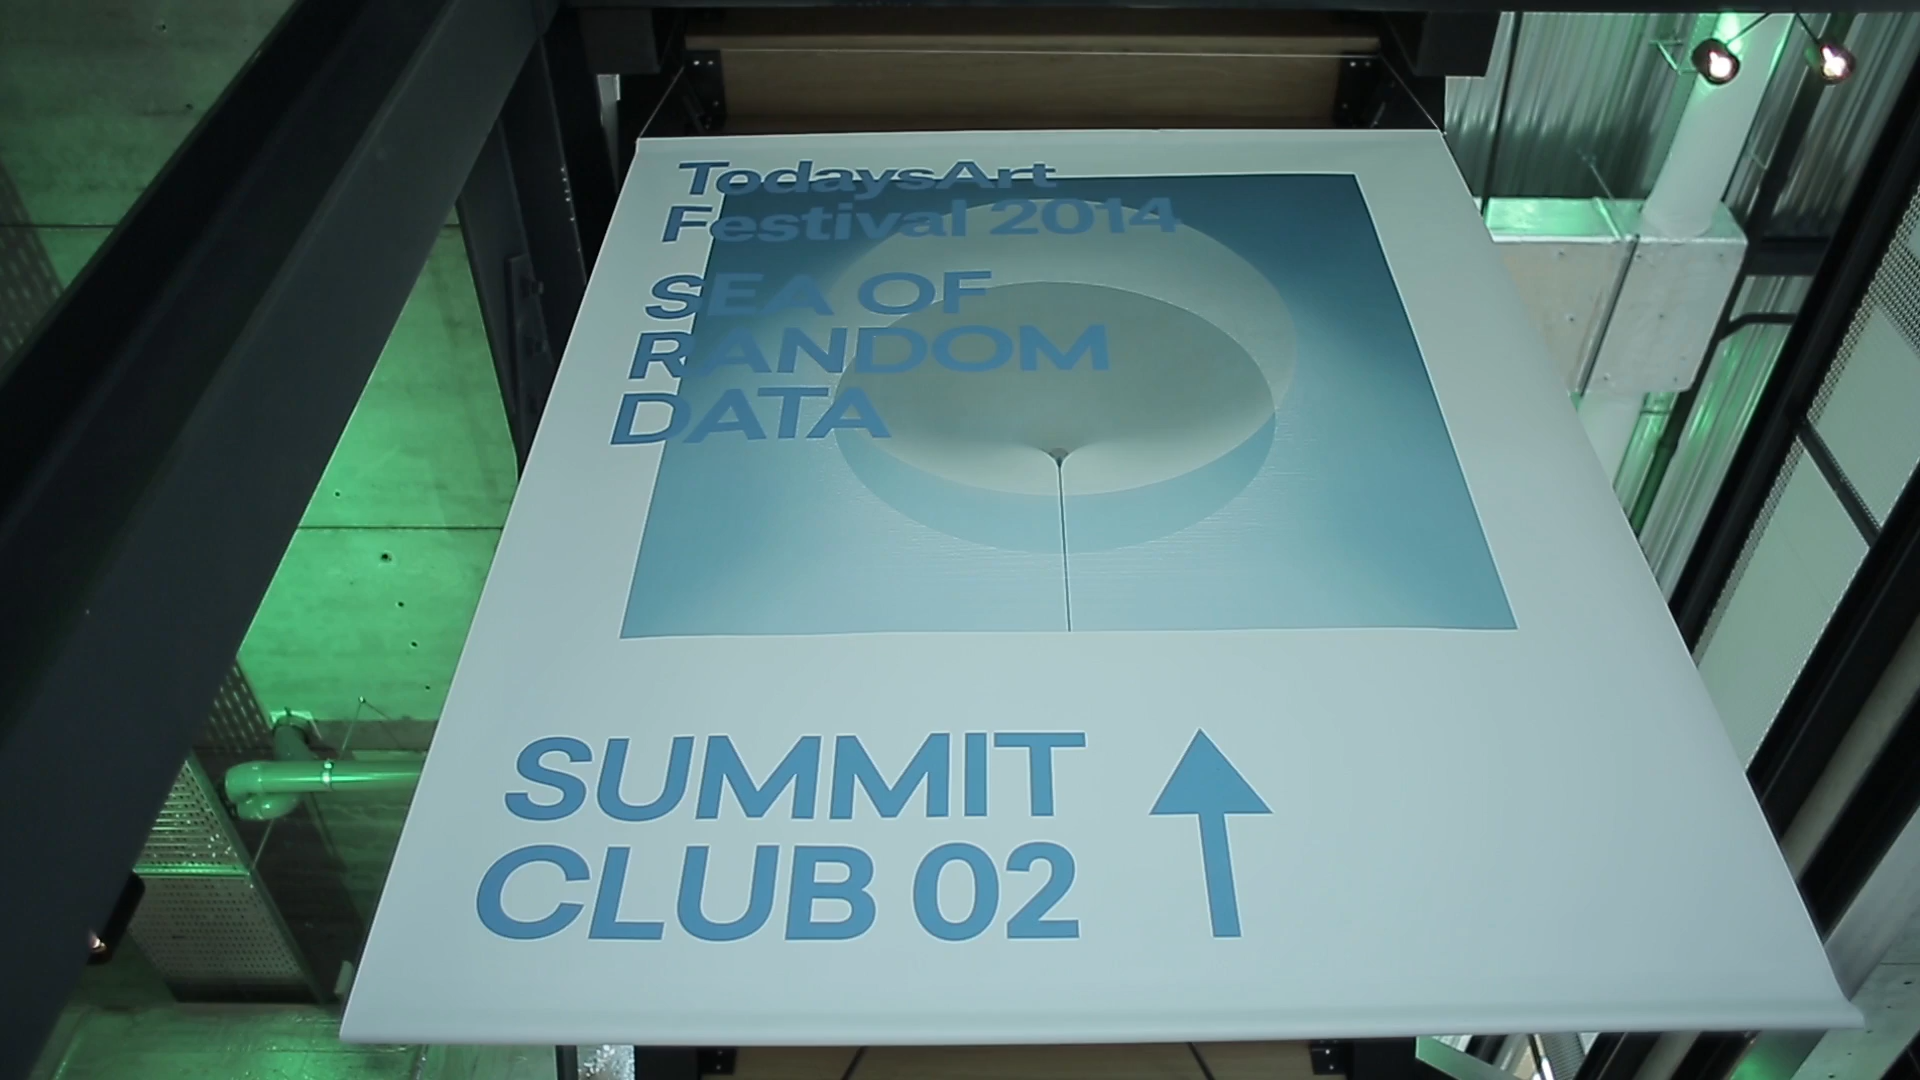 TodaysArt
Festival 2014
SEA OF
RANDOM
DATA
SUMMIT
CLUB 02